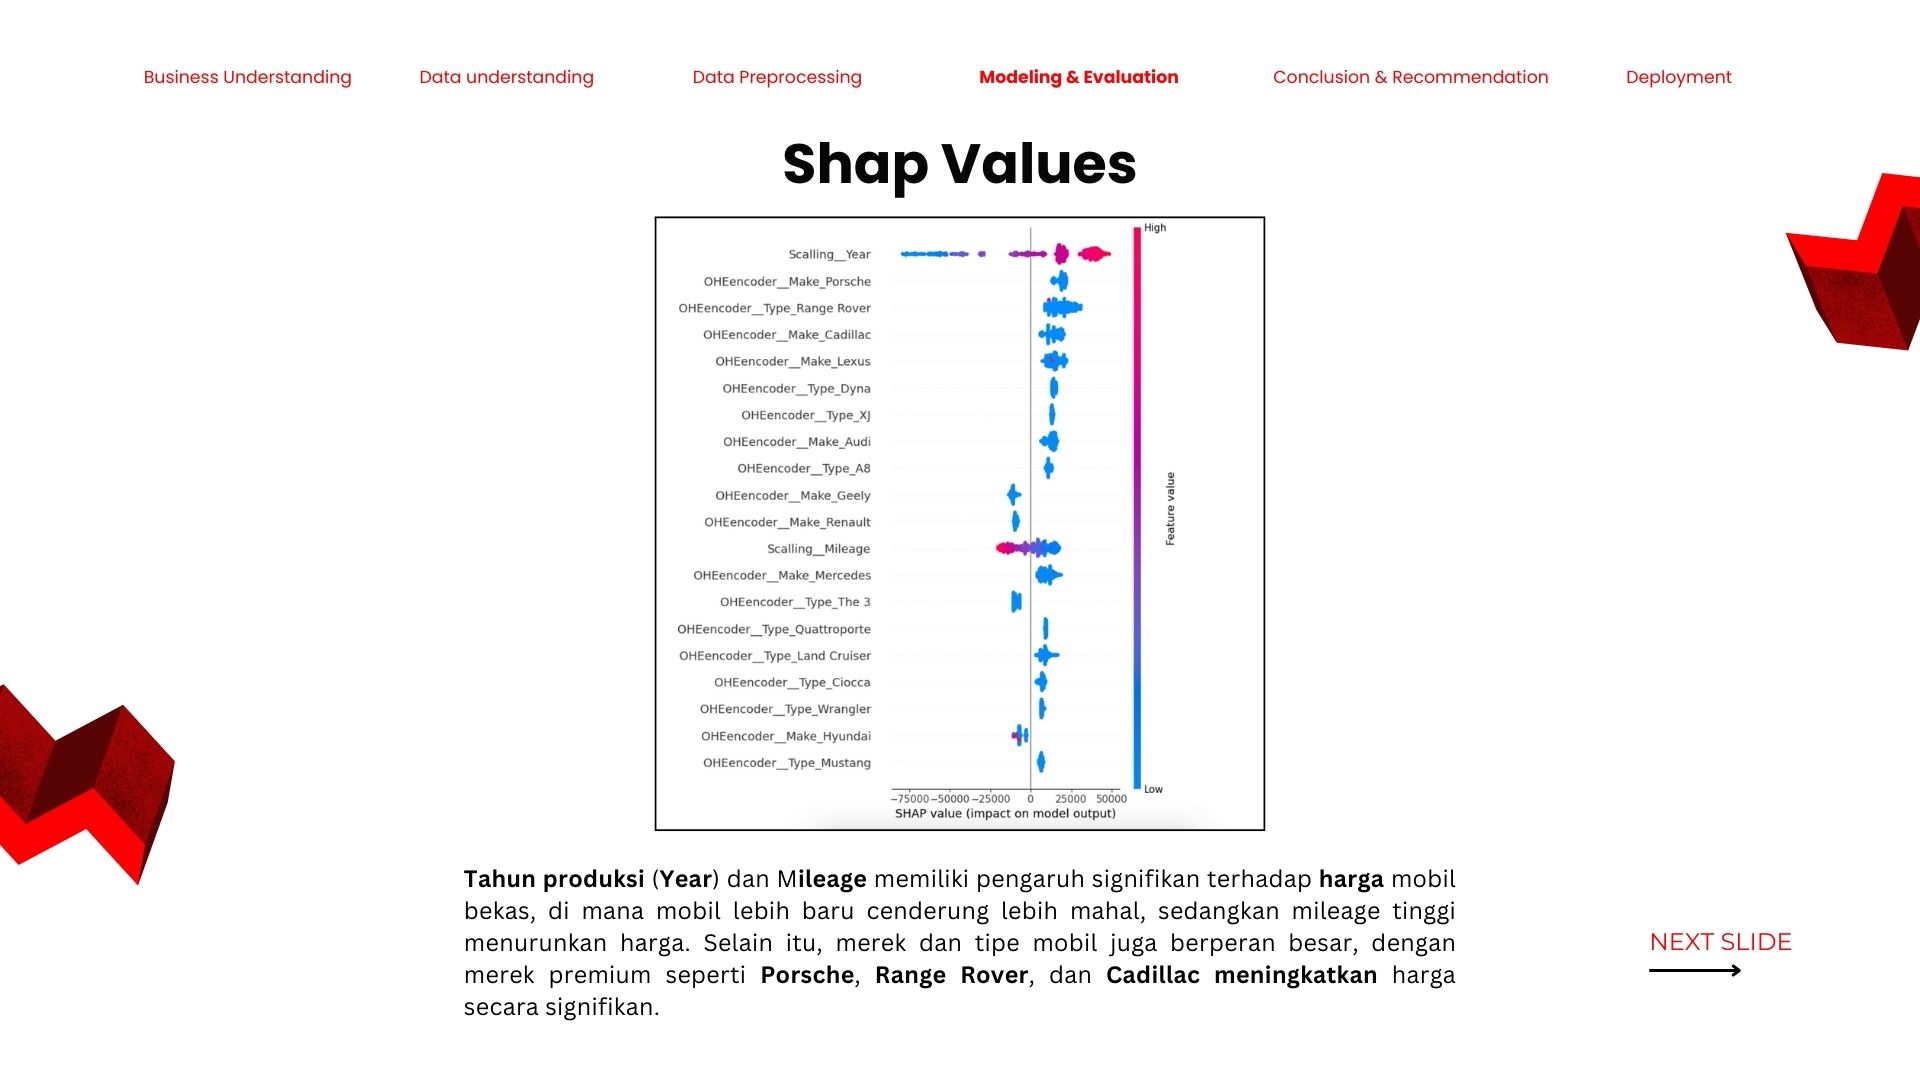 Business Understanding
Data understanding
Data Preprocessing
Modeling & Evaluation
Conclusion & Recommendation
Deployment
Shap Values
High
Scalling__Year
OHEencoder__Make_Porsche
OHEencoder__Type_Range Rover
OHEencoder__Make_Cadillac
OHEencoder__Make_Lexus
OHEencoder__Type_Dyna
OHEencoder__Type_XJ
OHEencoder__Make_Audi
OHEencoder__Type_A8
OHEencoder__Make_Geely
OHEencoder__Make_Renault
Scalling__Mileage
OHEencoder__Make_Mercedes
OHEencoder__Type_The 3
OHEencoder__Type_Quattroporte
OHEencoder__Type_Land Cruiser
OHEencoder__Type_Ciocca
OHEencoder__Type_Wrangler
OHEencoder__Make_Hyundai
OHEencoder__Type_Mustang
Feature value
Low
−75000 −50000 −25000 0 25000 50000
SHAP value (impact on model output)
Tahun produksi (Year) dan Mileage memiliki pengaruh signifikan terhadap harga mobil
bekas, di mana mobil lebih baru cenderung lebih mahal, sedangkan mileage tinggi
menurunkan harga. Selain itu, merek dan tipe mobil juga berperan besar, dengan
merek premium seperti Porsche, Range Rover, dan Cadillac meningkatkan harga
secara signifikan.
NEXT SLIDE